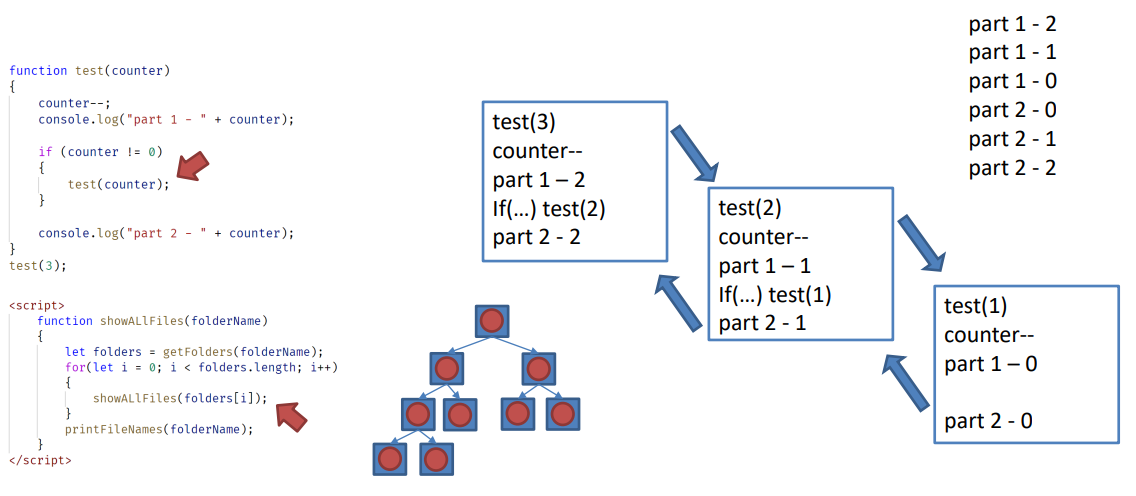 function test(counter)
{
counter--;
console.log("part 1 - " + counter);
if (counter != 0)
{
test(counter);
}
console.log("part 2 - " + counter);
}
test(3);
<script>
function showALlFiles(folderName)
{
let folders = getFolders(folderName);
for(let i = 0; i < folders.length; i++)
{
showALlFiles(folders[i]);
}
printFileNames(folderName);
}
</script>
test(3)
counter--
part 1 – 2
If(...) test(2)
part 2 - 2
test(2)
counter--
part 1 – 1
If(...) test(1)
part 2 - 1
test(1)
counter--
part 1 – 0
part 2 - 0
part 1 - 2
part 1 - 1
part 1 - 0
part 2 - 0
part 2 - 1
part 2 - 2